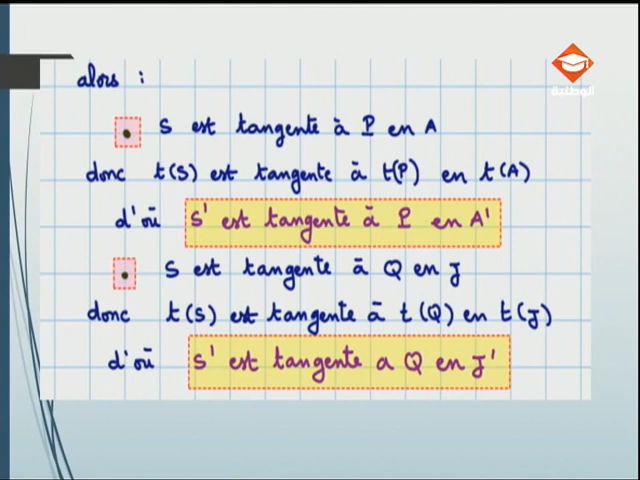 alors :
الوطنية
• S est tangente à P en A
donc t(S) est tangente à t(P) en t(A)
d'où S' est tangente à P en A'
• S est tangente à Q en J
donc t(S) est tangente à t(Q) en t(J)
d'où S' est tangente a Q en J'